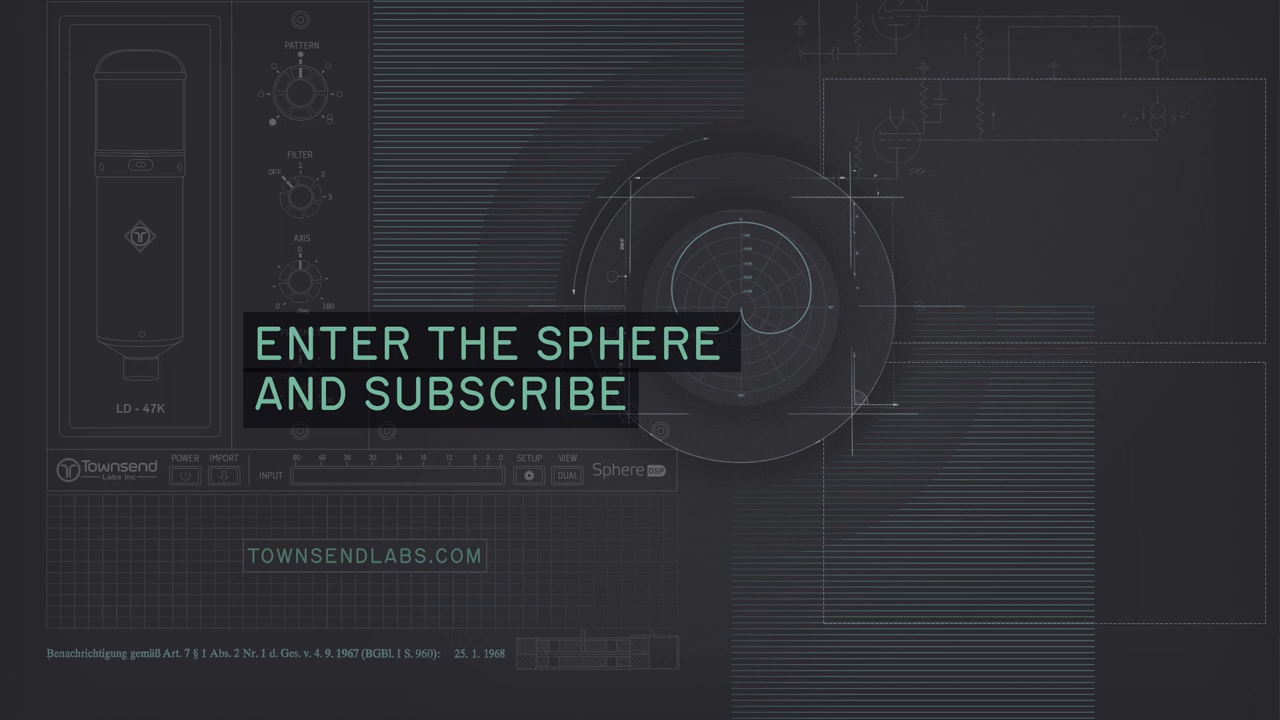 PATTERN
FILTER
OFF 1 2 3
AXIS
0
0 180
deg
ENTER THE SPHERE
AND SUBSCRIBE
LD - 47K
Townsend
Labs Inc
POWER IMPORT
INPUT
60 48 36 30 24 18 12 6 3 0
SETUP VIEW
DUAL
Sphere DSP
TOWNSENDLABS.COM
Benachrichtigung gemäß Art. 7 § 1 Abs. 2 Nr. 1 d. Ges. v. 4. 9. 1967 (BGBl. I S. 960): 25. 1. 1968